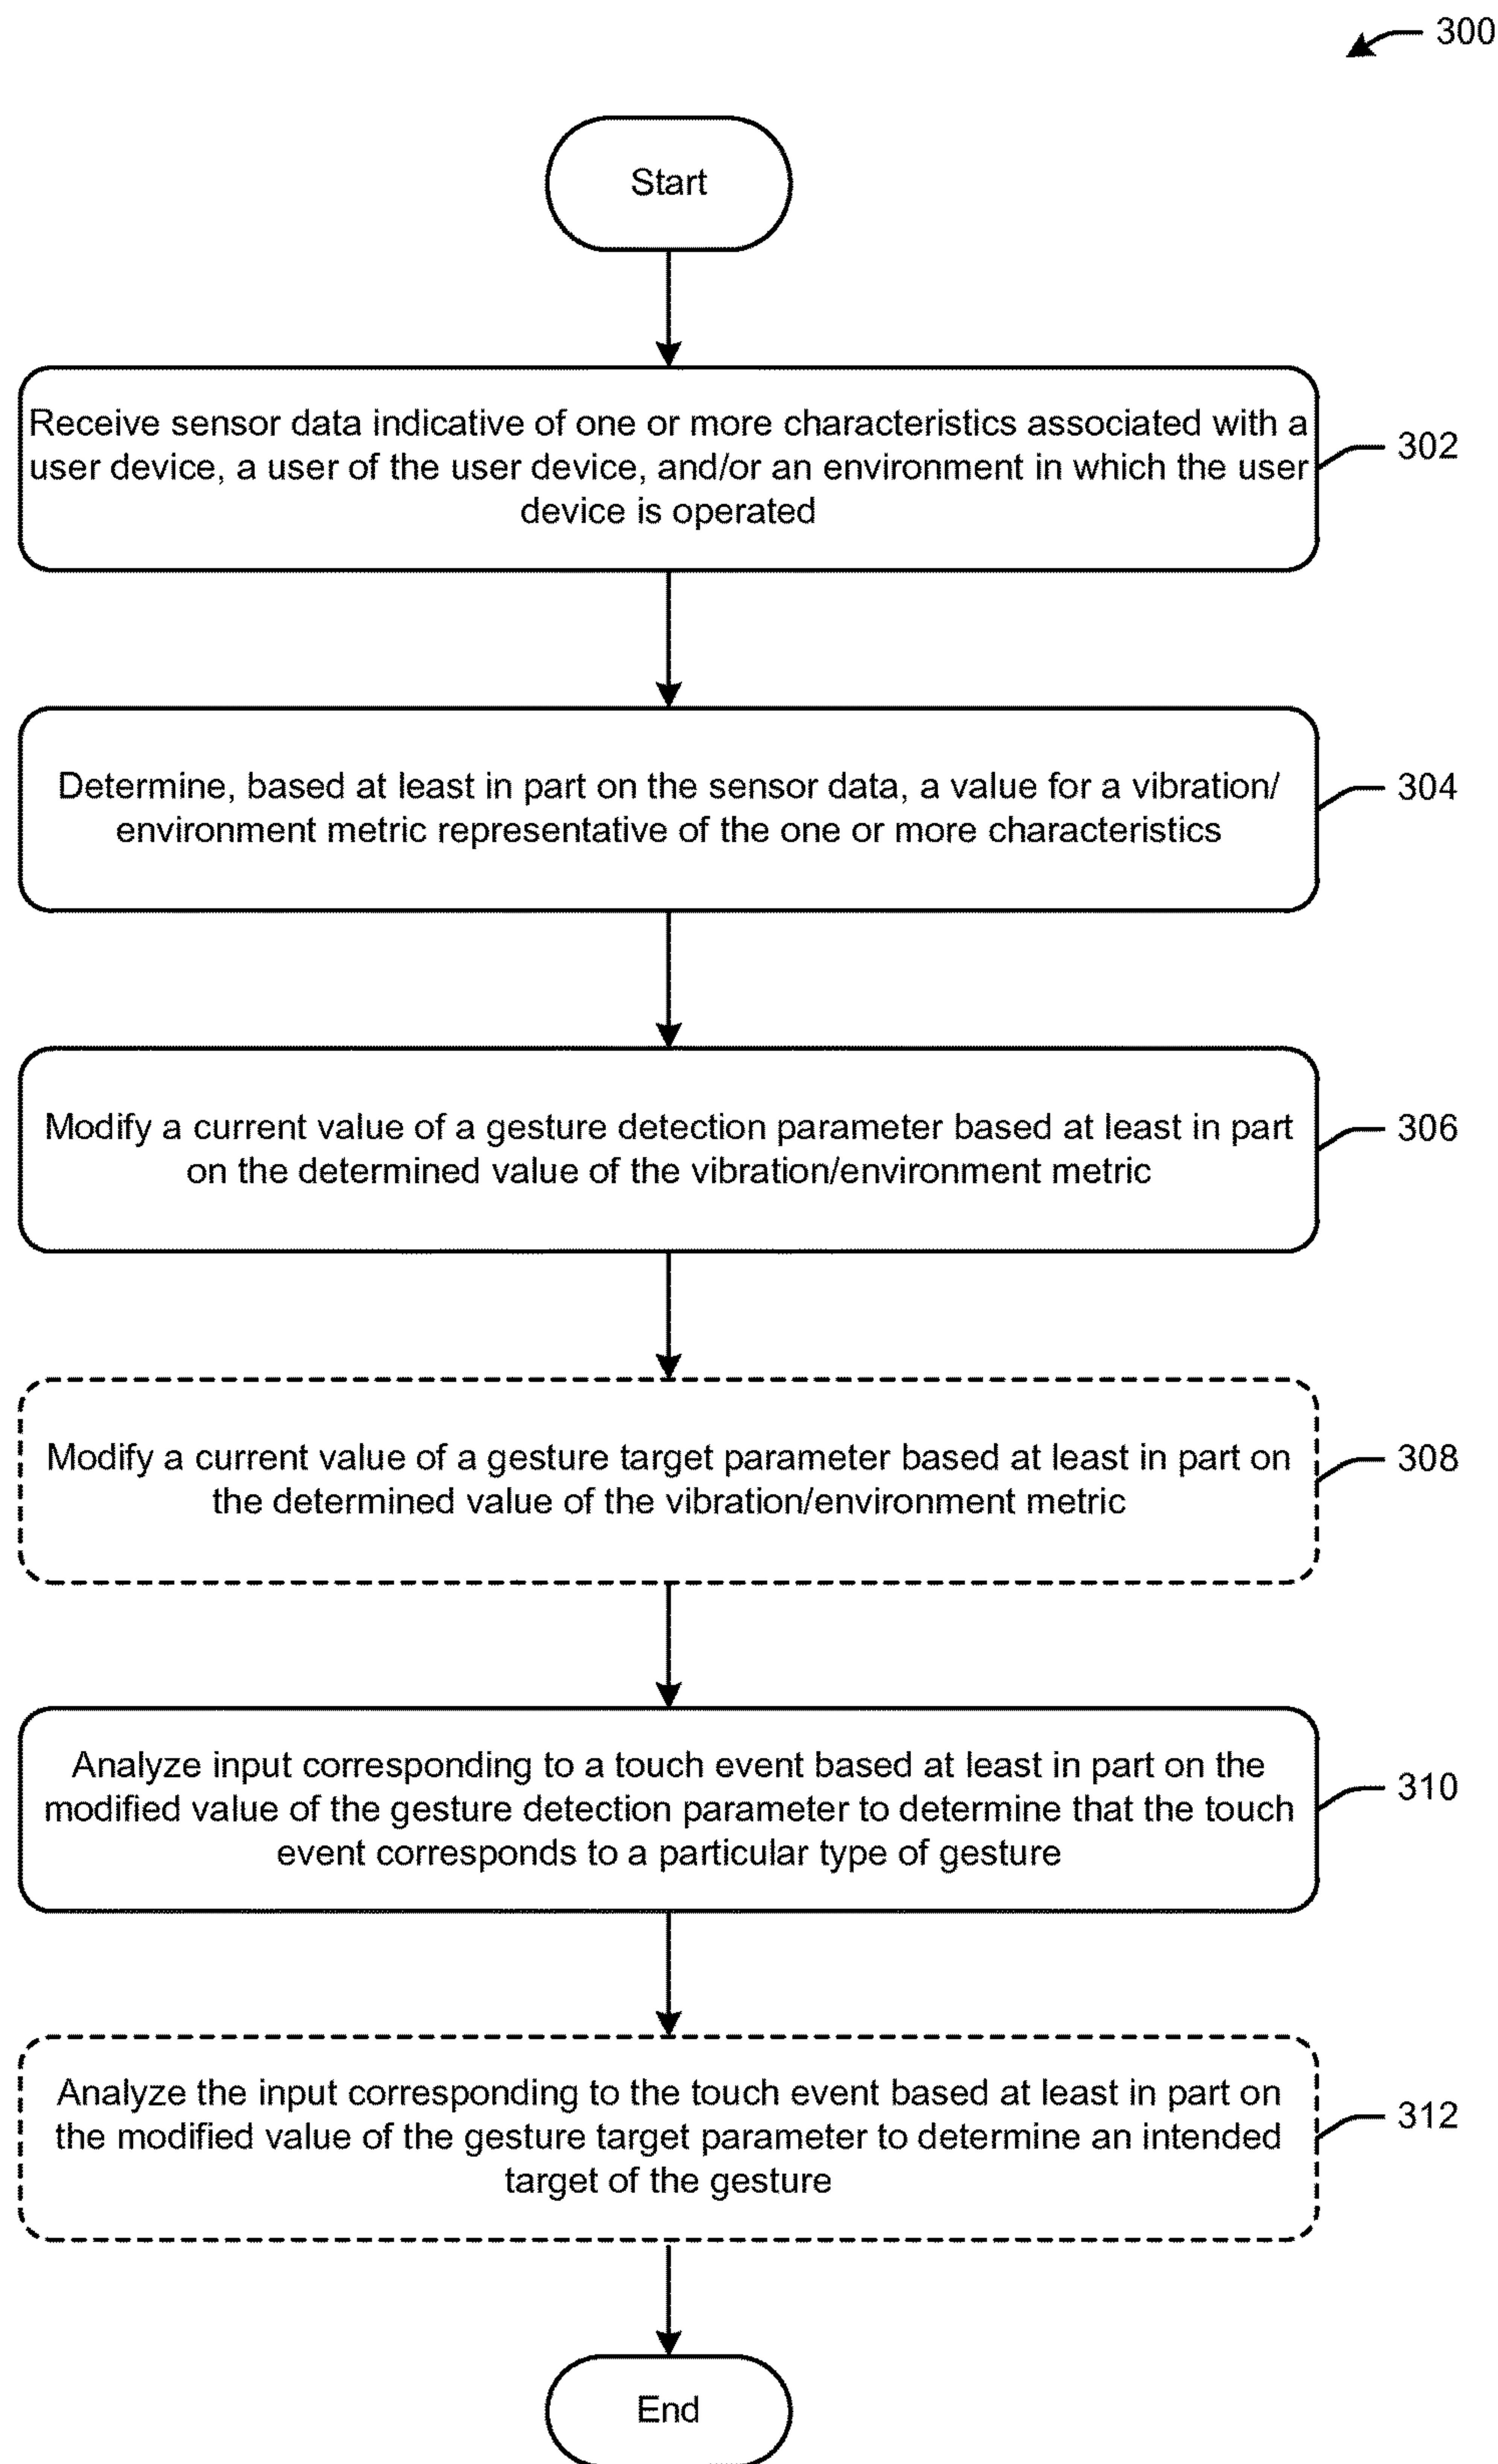 300
Start
Receive sensor data indicative of one or more characteristics associated with a
user device, a user of the user device, and/or an environment in which the user
device is operated
302
Determine, based at least in part on the sensor data, a value for a vibration/
environment metric representative of the one or more characteristics
304
Modify a current value of a gesture detection parameter based at least in part
on the determined value of the vibration/environment metric
306
Modify a current value of a gesture target parameter based at least in part on
the determined value of the vibration/environment metric
308
Analyze input corresponding to a touch event based at least in part on the
modified value of the gesture detection parameter to determine that the touch
event corresponds to a particular type of gesture
310
Analyze the input corresponding to the touch event based at least in part on
the modified value of the gesture target parameter to determine an intended
target of the gesture
312
End